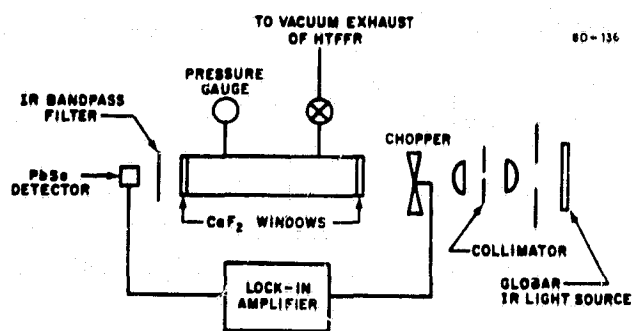 TO VACUUM EXHAUST
OF HTFFR
8D-136
PRESSURE
GAUGE
IR BANDPASS
FILTER
CHOPPER
PbSe
DETECTOR
CaF2 WINDOWS
COLLIMATOR
LOCK-IN
AMPLIFIER
GLOBAR
IR LIGHT SOURCE